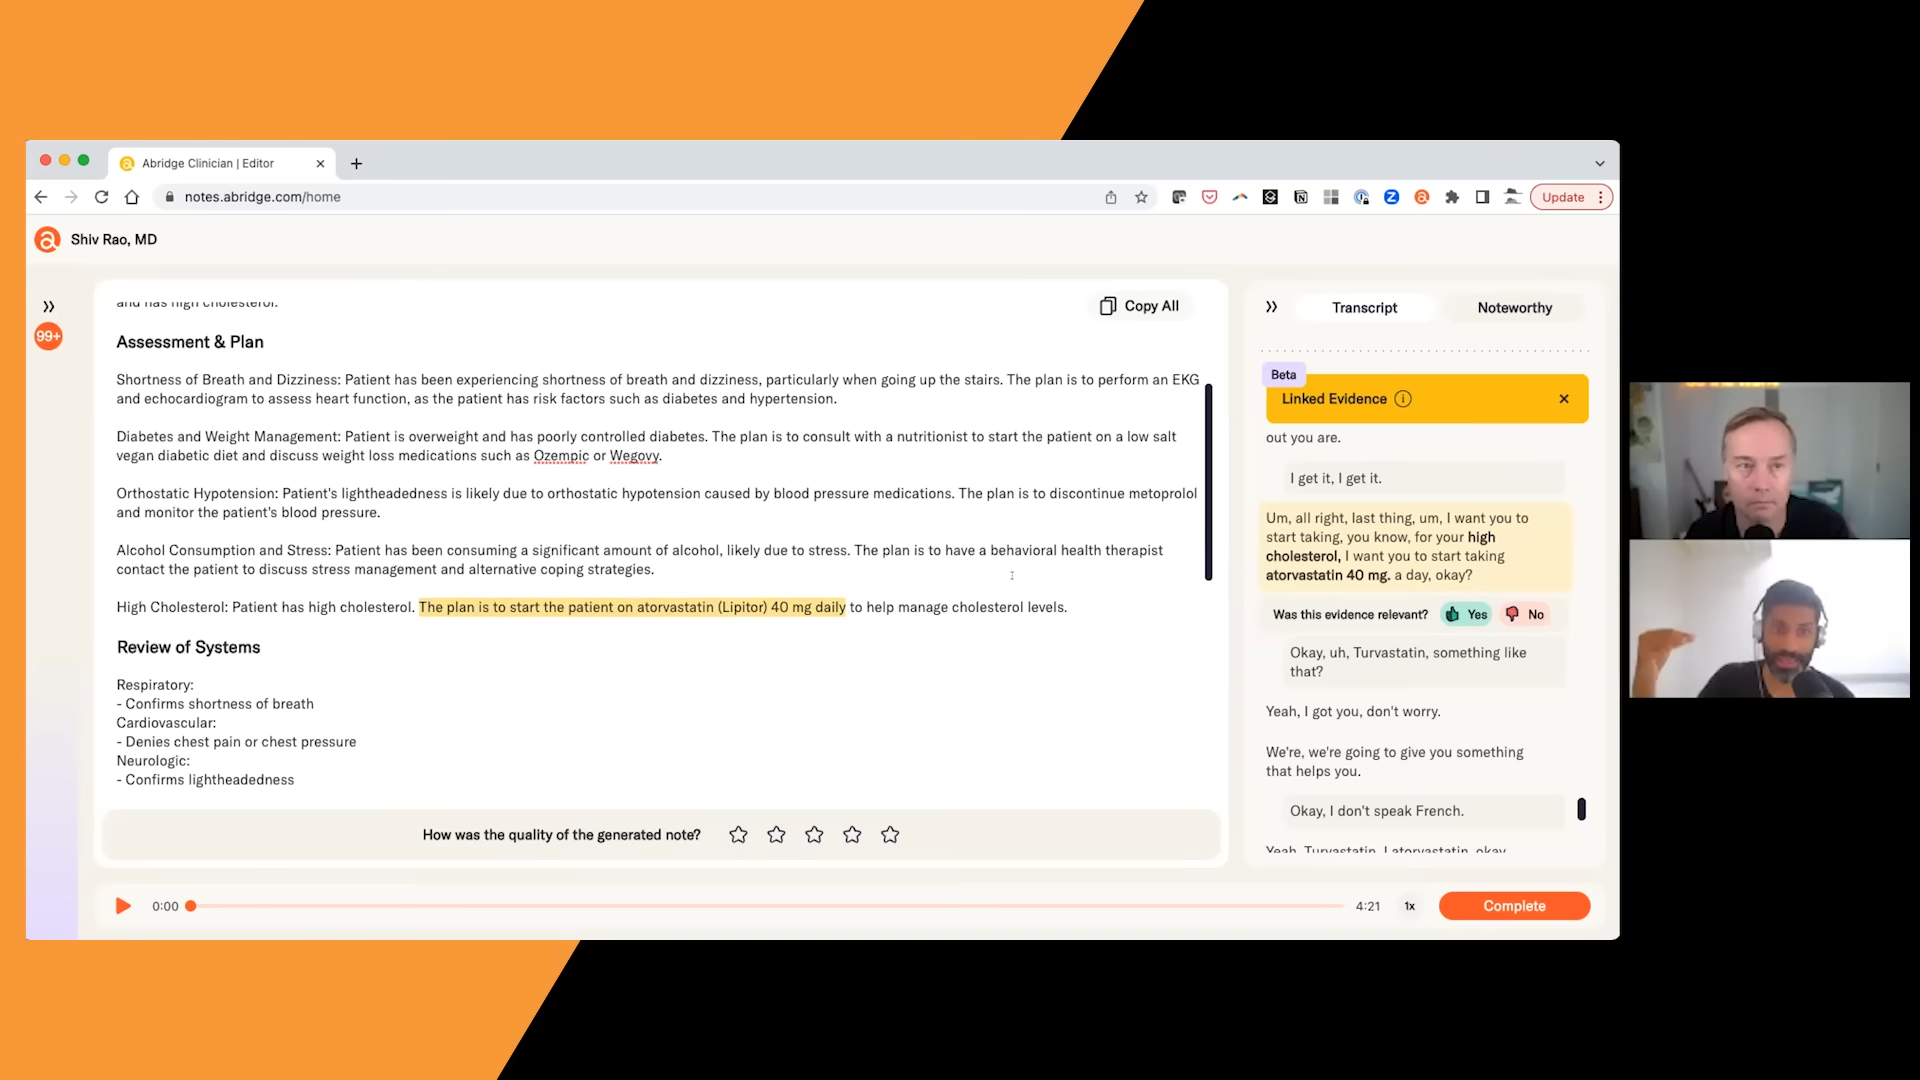 Abridge Clinician | Editor
notes.abridge.com/home
Update
Shiv Rao, MD
99+
and has high cholesterol.
Copy All
Assessment & Plan
Shortness of Breath and Dizziness: Patient has been experiencing shortness of breath and dizziness, particularly when going up the stairs. The plan is to perform an EKG
and echocardiogram to assess heart function, as the patient has risk factors such as diabetes and hypertension.
Diabetes and Weight Management: Patient is overweight and has poorly controlled diabetes. The plan is to consult with a nutritionist to start the patient on a low salt
vegan diabetic diet and discuss weight loss medications such as Ozempic or Wegovy.
Orthostatic Hypotension: Patient's lightheadedness is likely due to orthostatic hypotension caused by blood pressure medications. The plan is to discontinue metoprolol
and monitor the patient's blood pressure.
Alcohol Consumption and Stress: Patient has been consuming a significant amount of alcohol, likely due to stress. The plan is to have a behavioral health therapist
contact the patient to discuss stress management and alternative coping strategies.
High Cholesterol: Patient has high cholesterol. The plan is to start the patient on atorvastatin (Lipitor) 40 mg daily to help manage cholesterol levels.
Review of Systems
Respiratory:
- Confirms shortness of breath
Cardiovascular:
- Denies chest pain or chest pressure
Neurologic:
- Confirms lightheadedness
How was the quality of the generated note?
Transcript
Noteworthy
Beta
Linked Evidence
out you are.
I get it, I get it.
Um, all right, last thing, um, I want you to
start taking, you know, for your high
cholesterol, I want you to start taking
atorvastatin 40 mg. a day, okay?
Was this evidence relevant? Yes No
Okay, uh, Turvastatin, something like
that?
Yeah, I got you, don't worry.
We're, we're going to give you something
that helps you.
Okay, I don't speak French.
Yeah, Turvastatin, Latorvastatin, okay
0:00
4:21
1x
Complete